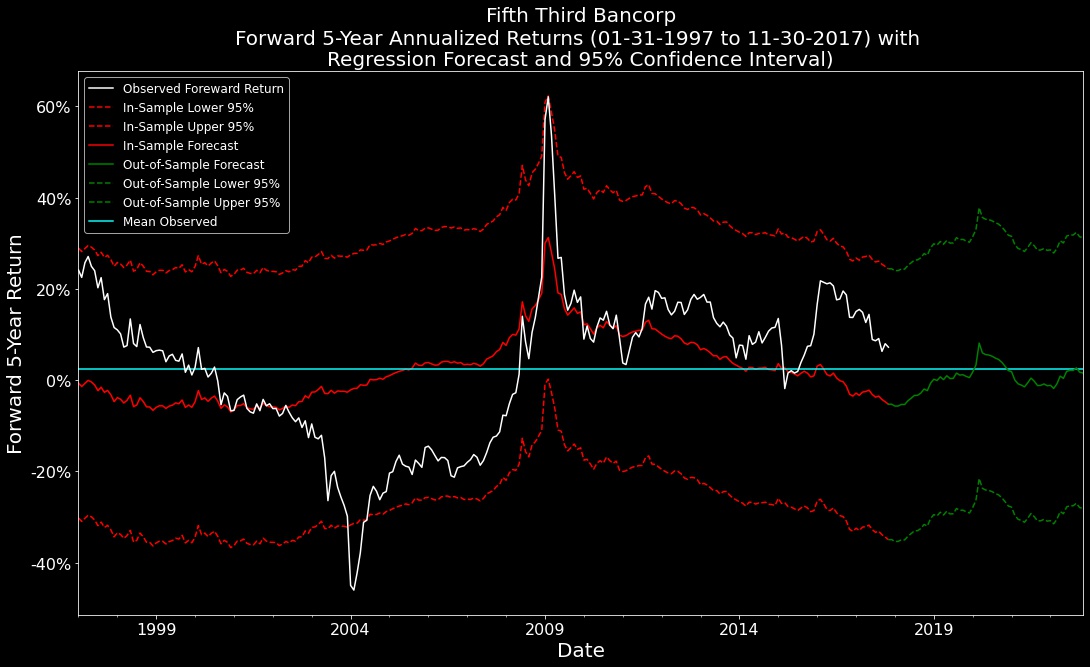 Fifth Third Bancorp
Forward 5-Year Annualized Returns (01-31-1997 to 11-30-2017) with
Regression Forecast and 95% Confidence Interval)
Observed Foreward Return
In-Sample Lower 95%
In-Sample Upper 95%
In-Sample Forecast
Out-of-Sample Forecast
Out-of-Sample Lower 95%
Out-of-Sample Upper 95%
Mean Observed
Forward 5-Year Return
60%
40%
20%
0%
-20%
-40%
1999
2004
2009
2014
2019
Date